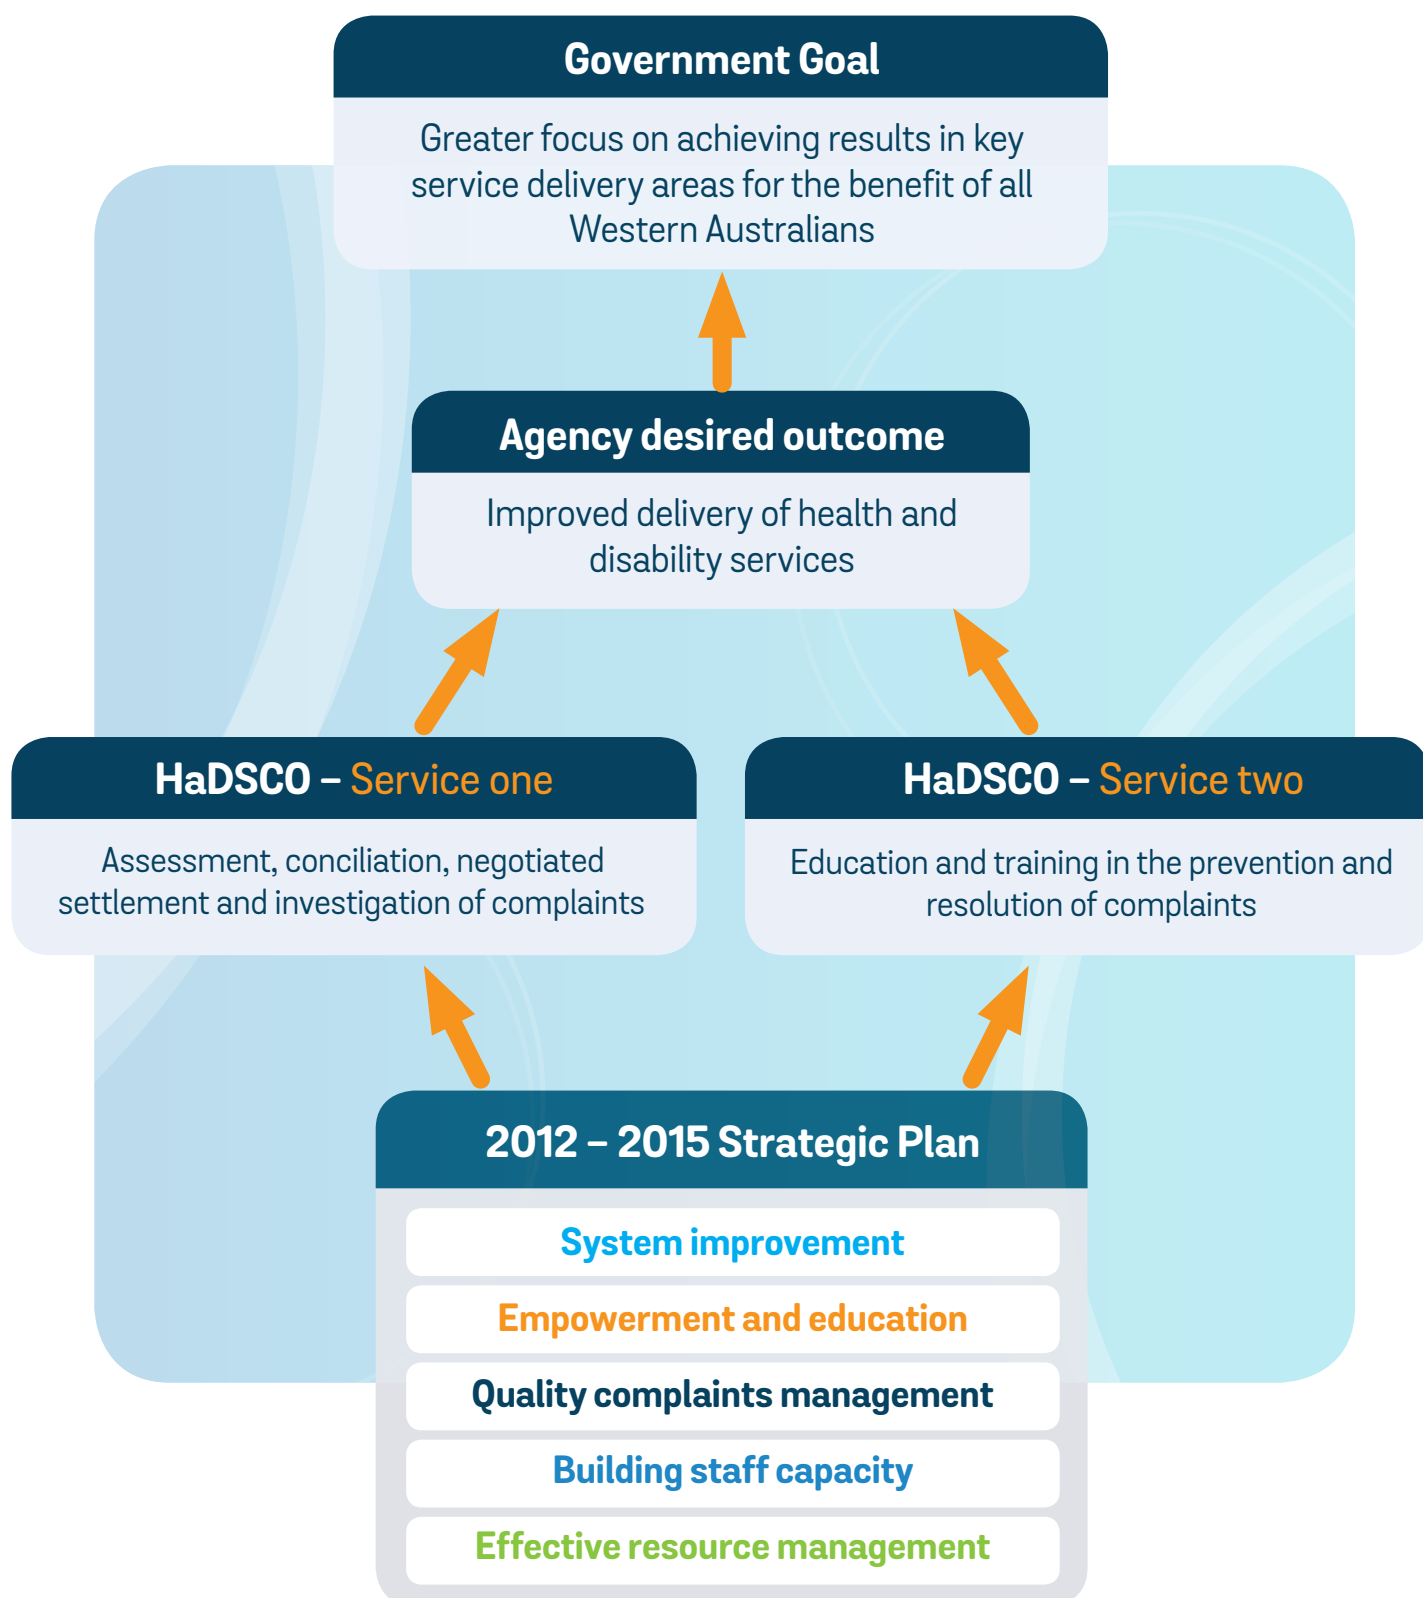 Government Goal
Greater focus on achieving results in key
service delivery areas for the benefit of all
Western Australians
Agency desired outcome
Improved delivery of health and
disability services
HaDSCO – Service one
Assessment, conciliation, negotiated
settlement and investigation of complaints
HaDSCO – Service two
Education and training in the prevention and
resolution of complaints
2012 – 2015 Strategic Plan
System improvement
Empowerment and education
Quality complaints management
Building staff capacity
Effective resource management